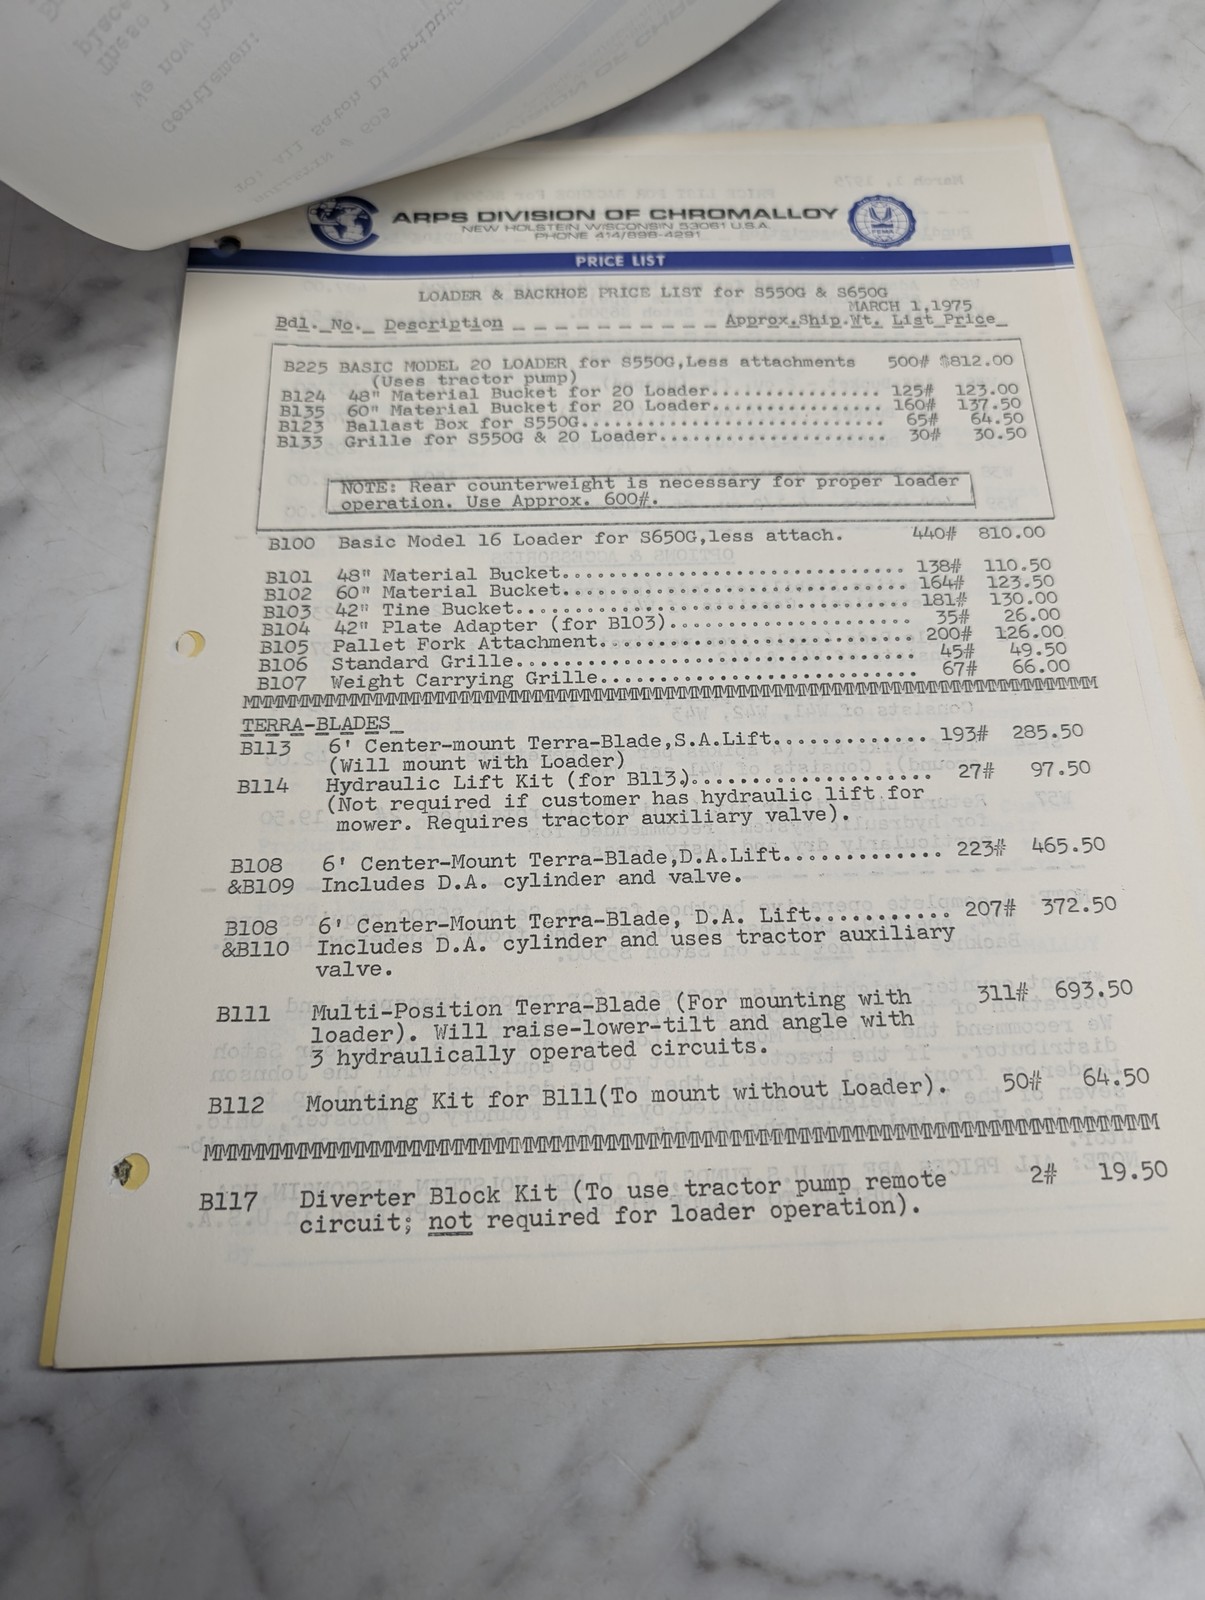 ARPS DIVISION OF CHROMALLOY
NEW HOLSTEIN WISCONSIN 53061 U.S.A.
PHONE 414/898-4291
PRICE LIST
LOADER & BACKHOE PRICE LIST for S550G & S650G
MARCH 1,1975
Bdl. No. Description Approx.Ship.Wt. List Price
B225 BASIC MODEL 20 LOADER for S550G,Less attachments 500# $812.00
(Uses tractor pump)
B124 48" Material Bucket for 20 Loader................ 125# 123.00
B135 60" Material Bucket for 20 Loader................ 160# 137.50
B123 Ballast Box for S550G............................ 65# 64.50
B133 Grille for S550G & 20 Loader..................... 30# 30.50
NOTE: Rear counterweight is necessary for proper loader
operation. Use Approx. 600#.
B100 Basic Model 16 Loader for S650G,less attach. 440# 810.00
B101 48" Material Bucket.............................. 138# 110.50
B102 60" Material Bucket.............................. 164# 123.50
B103 42" Tine Bucket.................................. 181# 130.00
B104 42" Plate Adapter (for B103)..................... 35# 26.00
B105 Pallet Fork Attachment........................... 200# 126.00
B106 Standard Grille.................................. 45# 49.50
B107 Weight Carrying Grille........................... 67# 66.00
TERRA-BLADES
B113 6' Center-mount Terra-Blade,S.A.Lift............. 193# 285.50
(Will mount with Loader)
B114 Hydraulic Lift Kit (for B113).................... 27# 97.50
(Not required if customer has hydraulic lift for
mower. Requires tractor auxiliary valve).
B108 6' Center-Mount Terra-Blade,D.A.Lift............. 223# 465.50
&B109 Includes D.A. cylinder and valve.
B108 6' Center-Mount Terra-Blade, D.A. Lift.......... 207# 372.50
&B110 Includes D.A. cylinder and uses tractor auxiliary
valve.
B111 Multi-Position Terra-Blade (For mounting with 311# 693.50
loader). Will raise-lower-tilt and angle with
3 hydraulically operated circuits.
B112 Mounting Kit for B111(To mount without Loader). 50# 64.50
B117 Diverter Block Kit (To use tractor pump remote 2# 19.50
circuit; not required for loader operation).